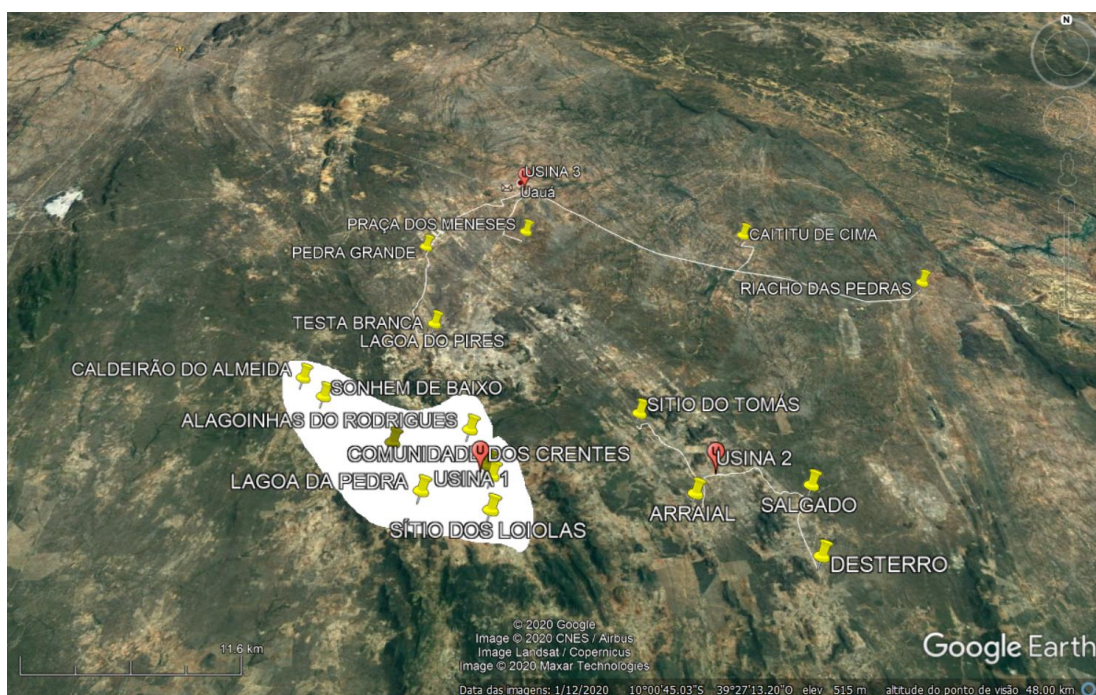 N
USINA 3
Uauá
PRAÇA DOS MENESES
CAITITU DE CIMA
PEDRA GRANDE
RIACHO DAS PEDRAS
TESTA BRANCA
LAGOA DO PIRES
CALDEIRÃO DO ALMEIDA
SONHEM DE BAIXO
SITIO DO TOMÁS
ALAGOINHAS DO RODRIGUES
COMUNIDADE DOS CRENTES
USINA 2
LAGOA DA PEDRA
USINA 1
SALGADO
ARRAIAL
SÍTIO DOS LOIOLAS
DESTERRO
© 2020 Google
Image © 2020 CNES / Airbus
Image Landsat / Copernicus
Image © 2020 Maxar Technologies
Google Earth
11.6 km
Data das imagens: 1/12/2020 10°00'45.03"S 39°27'13.20"O elev 515 m altitude do ponto de visão 48.00 km